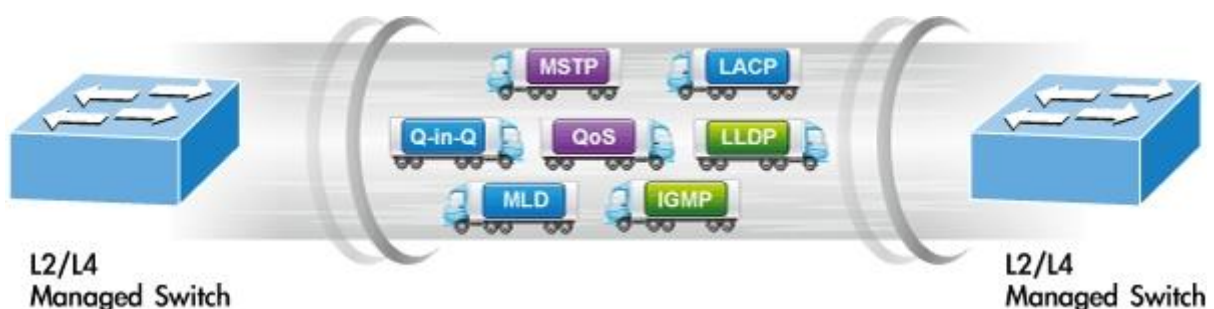 MSTP
LACP
Q-in-Q
QoS
LLDP
MLD
IGMP
L2/L4
Managed Switch
L2/L4
Managed Switch